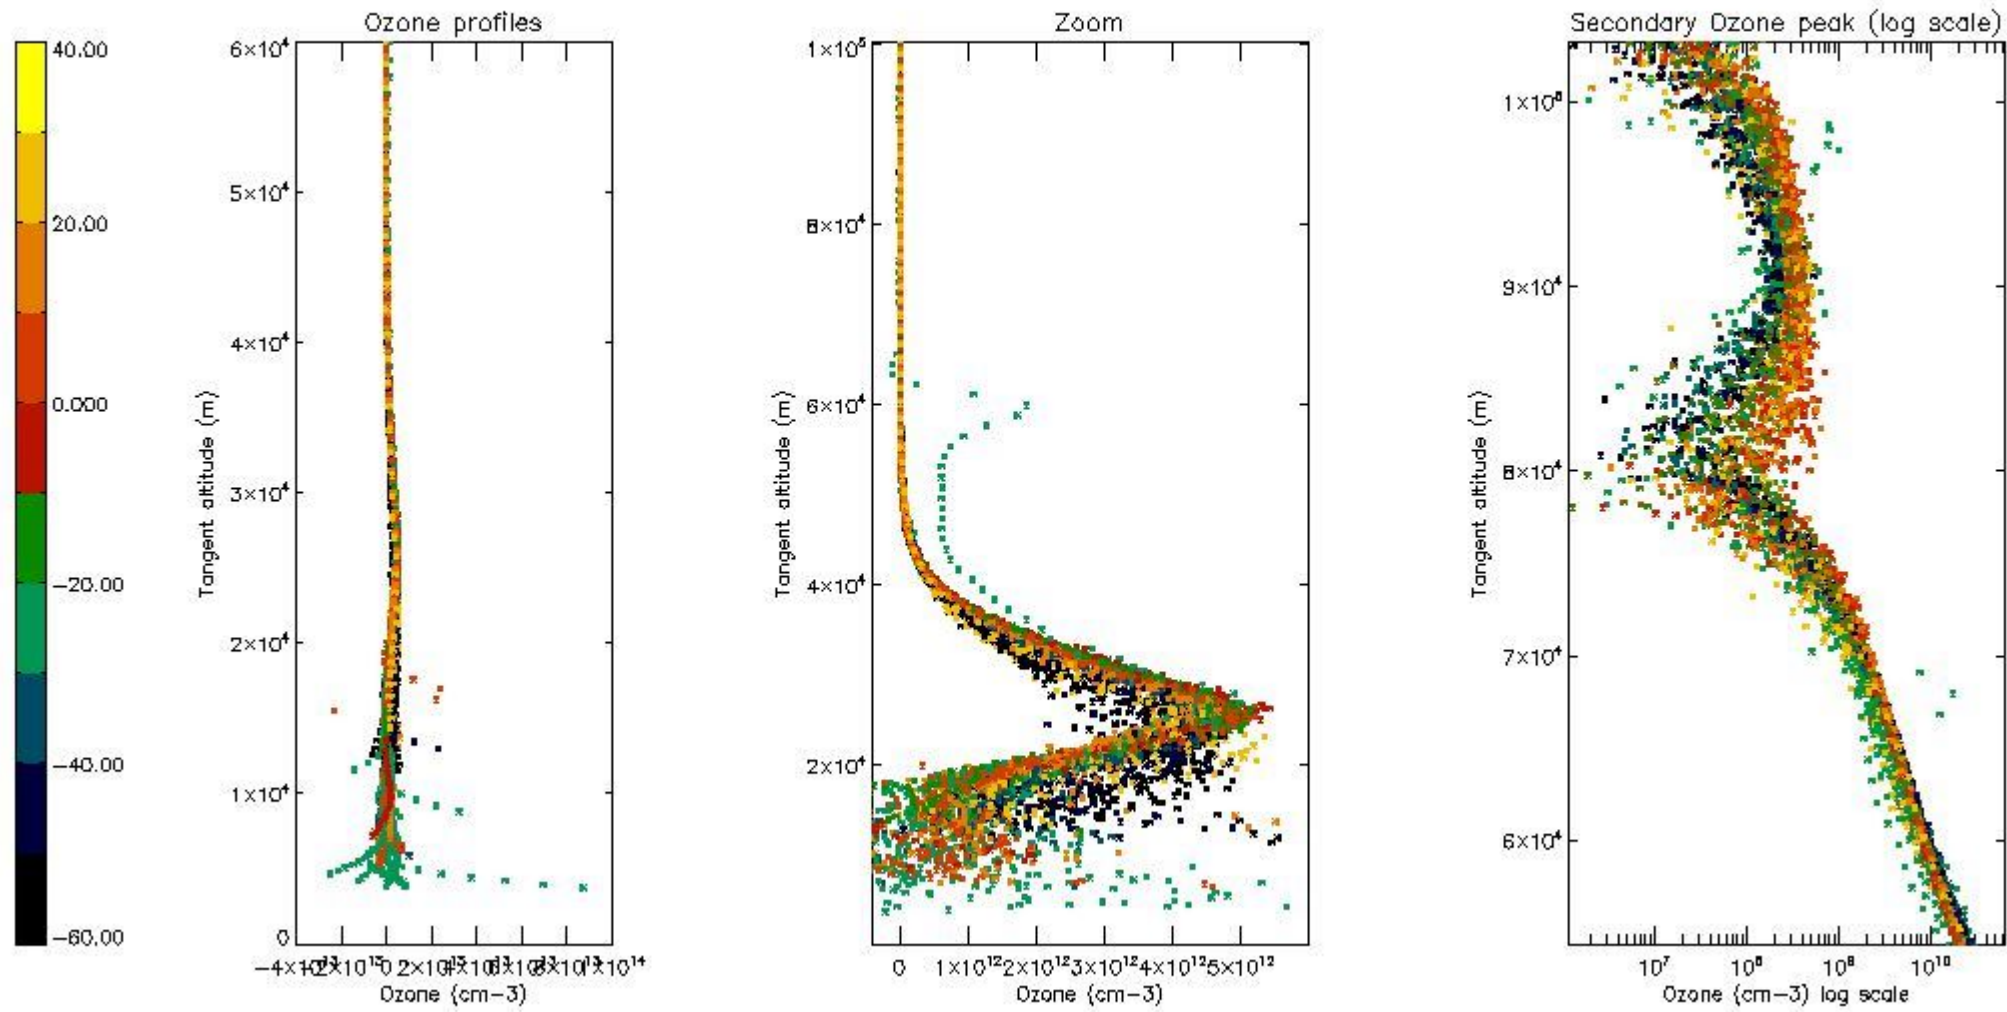 Ozone profiles
Zoom
Secondary Ozone peak (log scale)
40.00
20.00
0.000
−20.00
−40.00
−60.00
6×10⁴
5×10⁴
4×10⁴
3×10⁴
2×10⁴
1×10⁴
0
Tangent altitude (m)
1×10¹⁴
Ozone (cm−3)
1×10⁵
8×10⁴
6×10⁴
4×10⁴
2×10⁴
Tangent altitude (m)
0 1×10¹² 2×10¹² 3×10¹² 4×10¹² 5×10¹²
Ozone (cm−3)
9×10⁴
8×10⁴
7×10⁴
6×10⁴
Tangent altitude (m)
10⁷ 10⁸ 10⁹ 10¹⁰
Ozone (cm−3) log scale